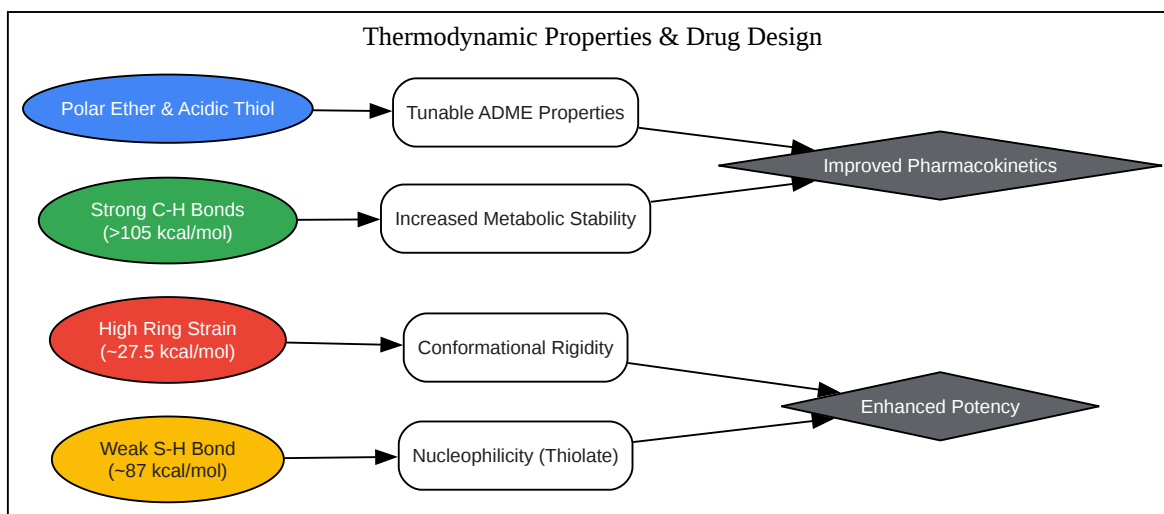 Thermodynamic Properties & Drug Design
Polar Ether & Acidic Thiol
Tunable ADME Properties
Improved Pharmacokinetics
Strong C-H Bonds
(>105 kcal/mol)
Increased Metabolic Stability
High Ring Strain
(~27.5 kcal/mol)
Conformational Rigidity
Enhanced Potency
Weak S-H Bond
(~87 kcal/mol)
Nucleophilicity (Thiolate)